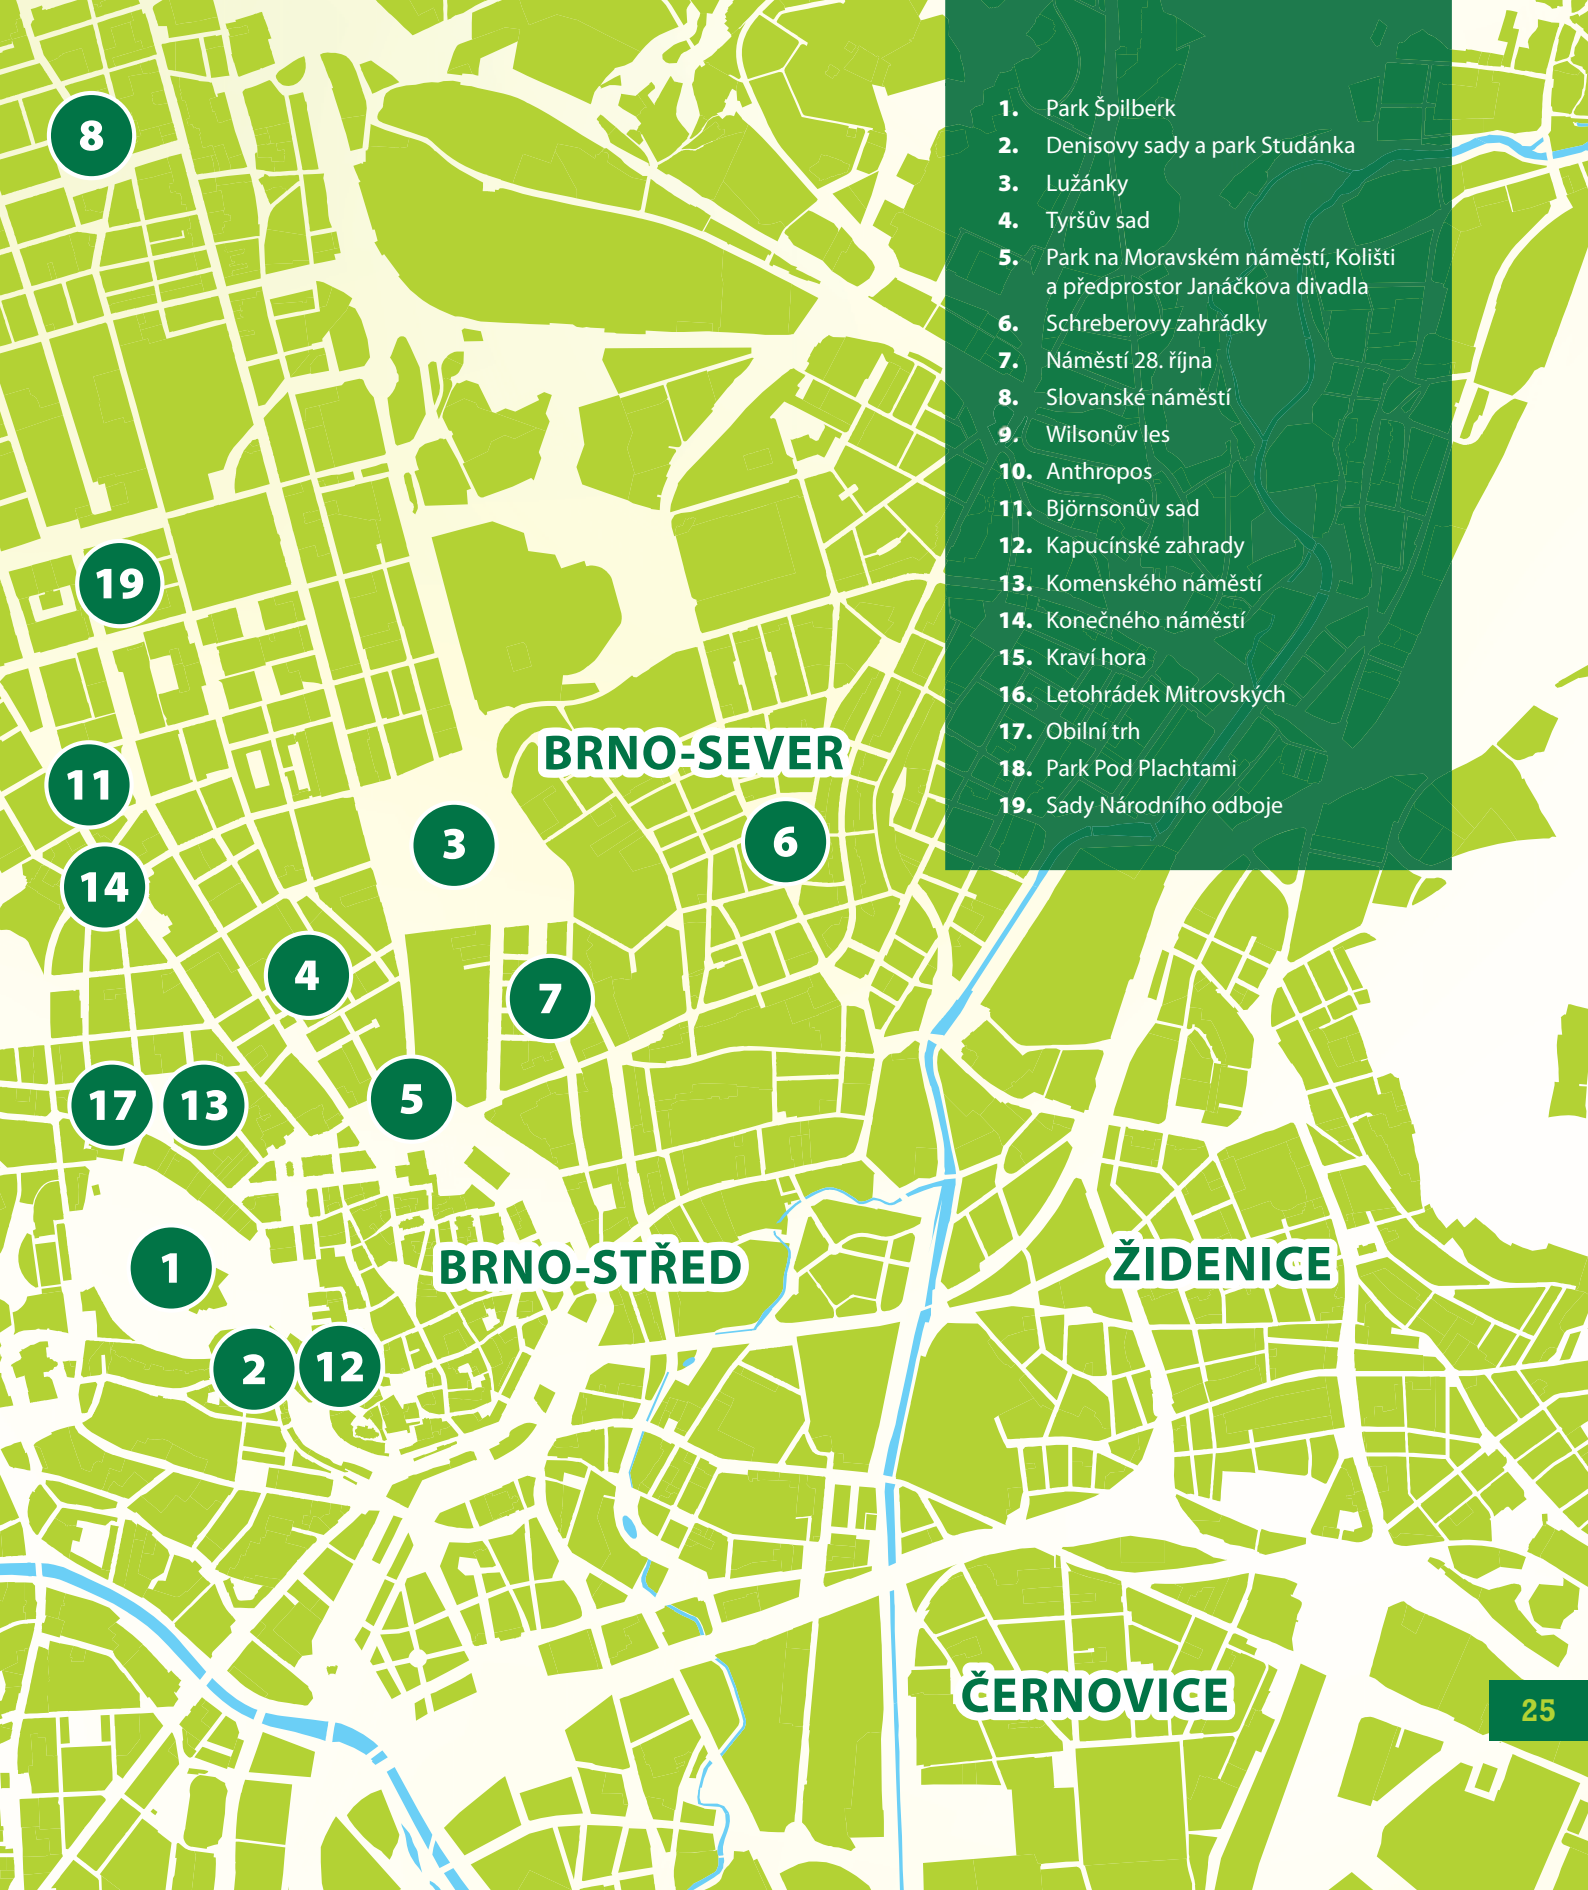 1. Park Špilberk
2. Denisovy sady a park Studánka
3. Lužánky
4. Tyršův sad
5. Park na Moravském náměstí, Kolišti
a předprostor Janáčkova divadla
6. Schreberovy zahrádky
7. Náměstí 28. října
8. Slovanské náměstí
9. Wilsonův les
10. Anthropos
11. Björnsonův sad
12. Kapucínské zahrady
13. Komenského náměstí
14. Konečného náměstí
15. Kraví hora
16. Letohrádek Mitrovských
17. Obilní trh
18. Park Pod Plachtami
19. Sady Národního odboje
8
19
11
BRNO-SEVER
3
6
14
4
7
5
17
13
1
BRNO-STŘED
ŽIDENICE
2
12
ČERNOVICE
25